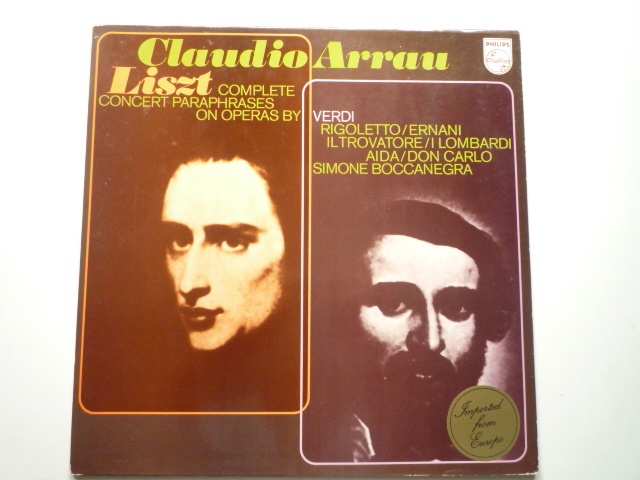 Claudio Arrau
PHILIPS
Liszt COMPLETE
CONCERT PARAPHRASES
ON OPERAS BY VERDI
RIGOLETTO/ERNANI
IL TROVATORE/I LOMBARDI
AIDA/DON CARLO
SIMONE BOCCANEGRA
Imported
from
Europe